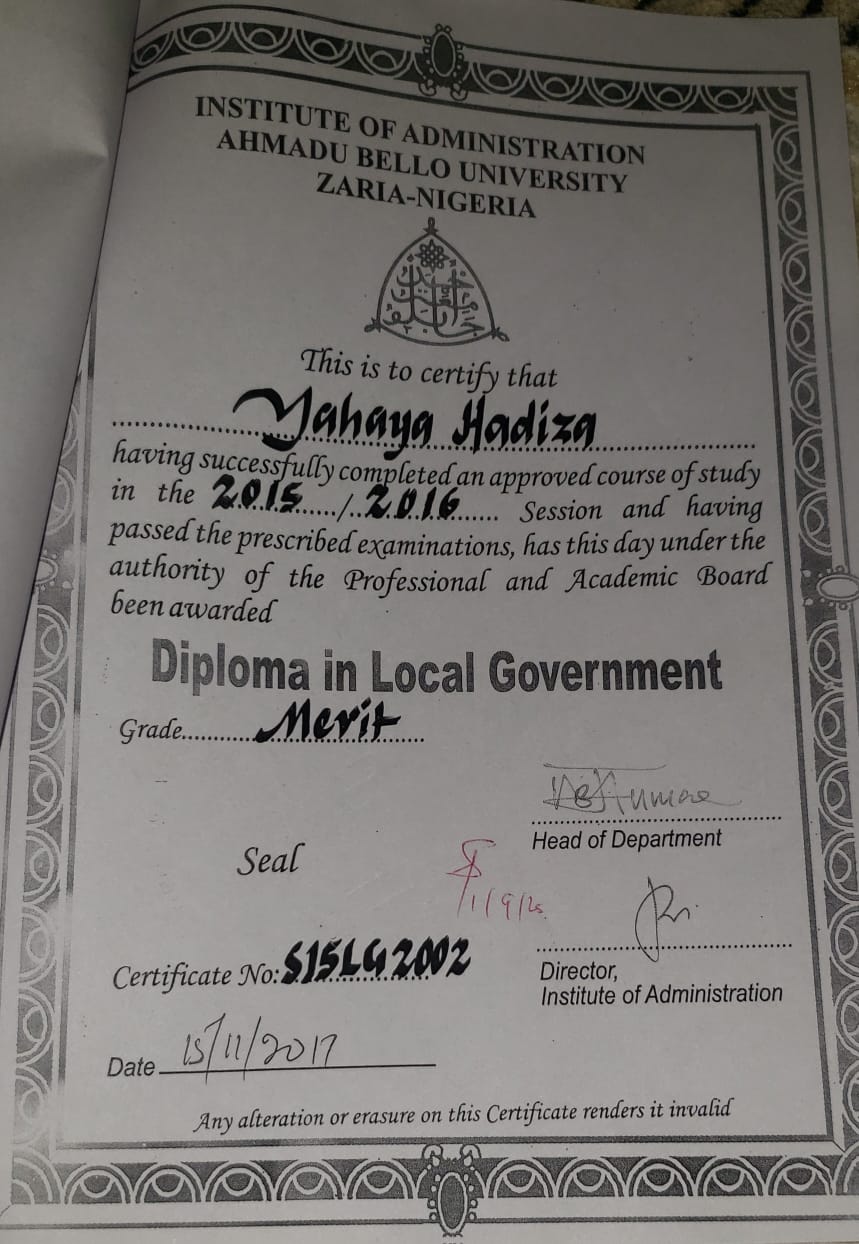 INSTITUTE OF ADMINISTRATION
AHMADU BELLO UNIVERSITY
ZARIA-NIGERIA
This is to certify that
Yahaya Hadiza
having successfully completed an approved course of study
in the 2015....../..2016...... Session and having
passed the prescribed examinations, has this day under the
authority of the Professional and Academic Board
been awarded
Diploma in Local Government
Grade...........Merit
Head of Department
Seal
1/9/25
Certificate No: S15LG2002
Director,
Institute of Administration
Date 15/11/2017
Any alteration or erasure on this Certificate renders it invalid